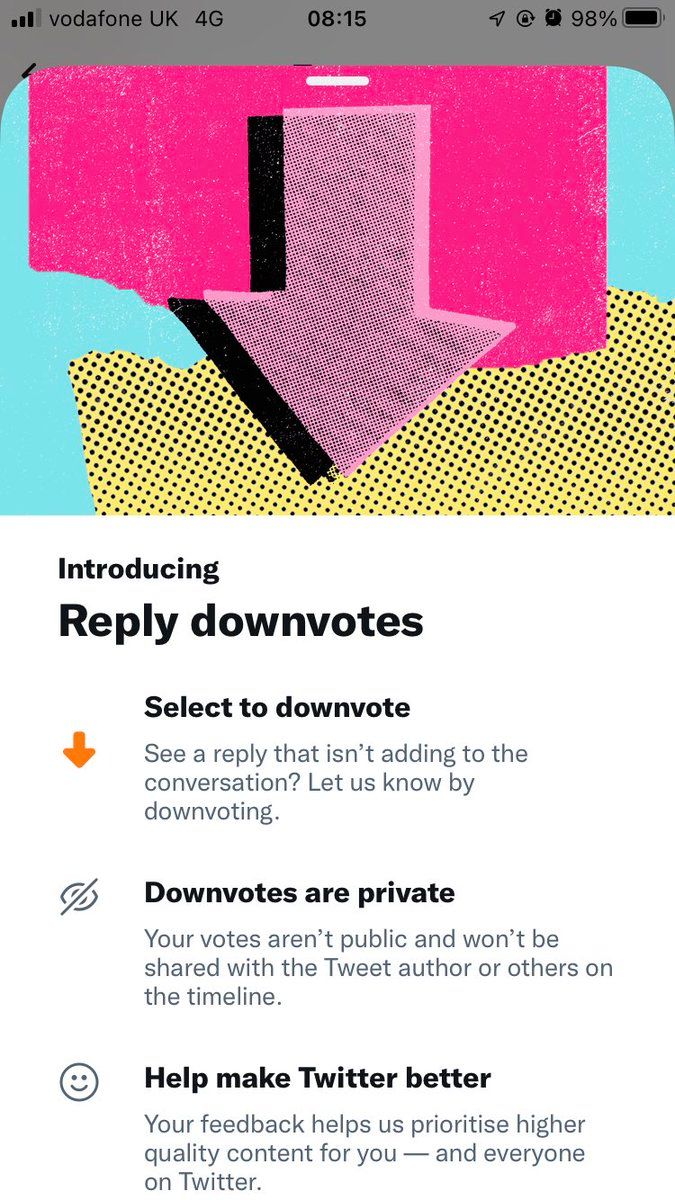 vodafone UK 4G 08:15 98%
Introducing
Reply downvotes
Select to downvote
See a reply that isn’t adding to the
conversation? Let us know by
downvoting.
Downvotes are private
Your votes aren’t public and won’t be
shared with the Tweet author or others on
the timeline.
Help make Twitter better
Your feedback helps us prioritise higher
quality content for you — and everyone
on Twitter.